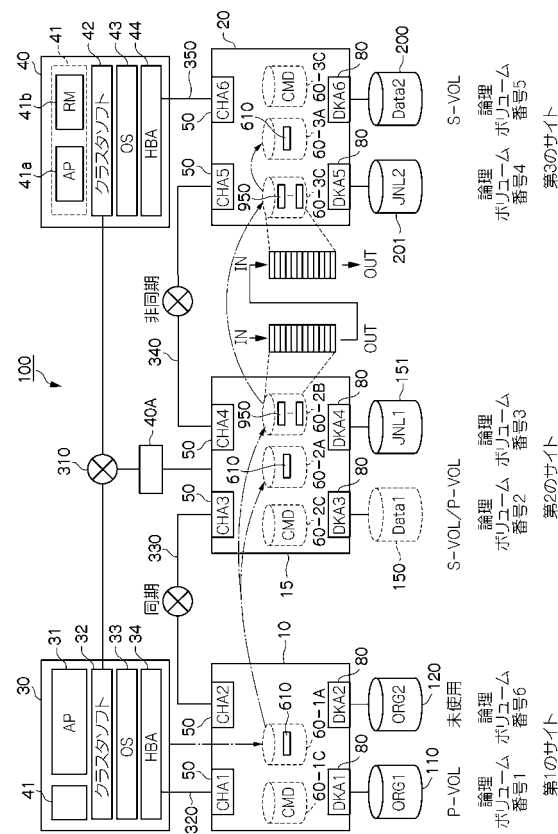 100
30
41
AP
31
クラスタソフト
32
OS
33
HBA
34
310
40A
40
41
AP
RM
41a
41b
クラスタソフト
42
OS
43
HBA
44
320
同期
330
非同期
340
350
10
50
CHA1
50
CHA2
CMD
60-1C
610
60-1A
DKA1
80
DKA2
80
ORG1
110
ORG2
120
15
50
CHA3
50
CHA4
CMD
60-2C
610
60-2A
950
60-2B
DKA3
80
DKA4
80
Data1
150
JNL1
151
IN
OUT
IN
OUT
20
50
CHA5
50
CHA6
950
60-3C
610
60-3A
CMD
60-3C
DKA5
80
DKA6
80
JNL2
201
Data2
200
P-VOL
未使用
S-VOL/P-VOL
S-VOL
論理
ボリューム
番号1
論理
ボリューム
番号6
論理
ボリューム
番号2
論理
ボリューム
番号3
論理
ボリューム
番号4
論理
ボリューム
番号5
第1のサイト
第2のサイト
第3のサイト